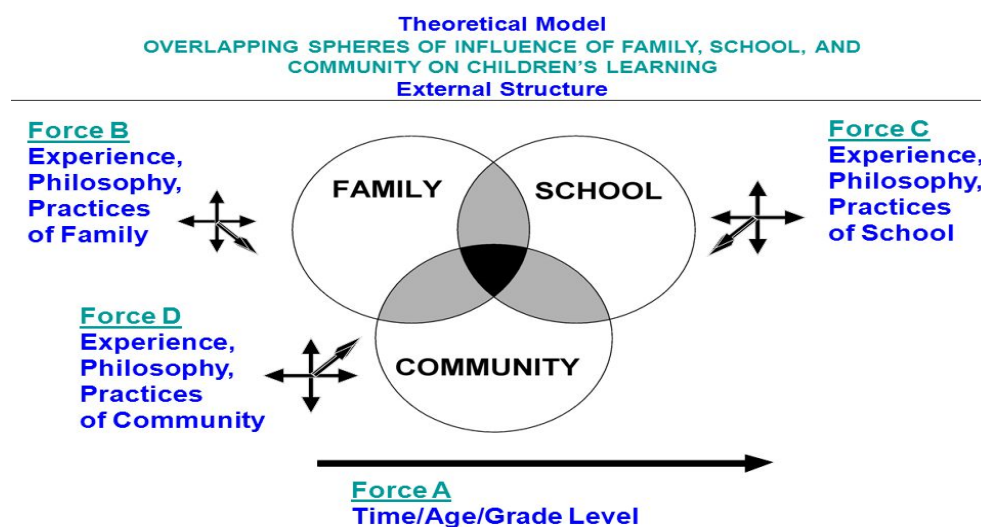 Theoretical Model
OVERLAPPING SPHERES OF INFLUENCE OF FAMILY, SCHOOL, AND
COMMUNITY ON CHILDREN'S LEARNING
External Structure
Force B
Experience,
Philosophy,
Practices
of Family
FAMILY
SCHOOL
Force C
Experience,
Philosophy,
Practices
of School
Force D
Experience,
Philosophy,
Practices
of Community
COMMUNITY
Force A
Time/Age/Grade Level